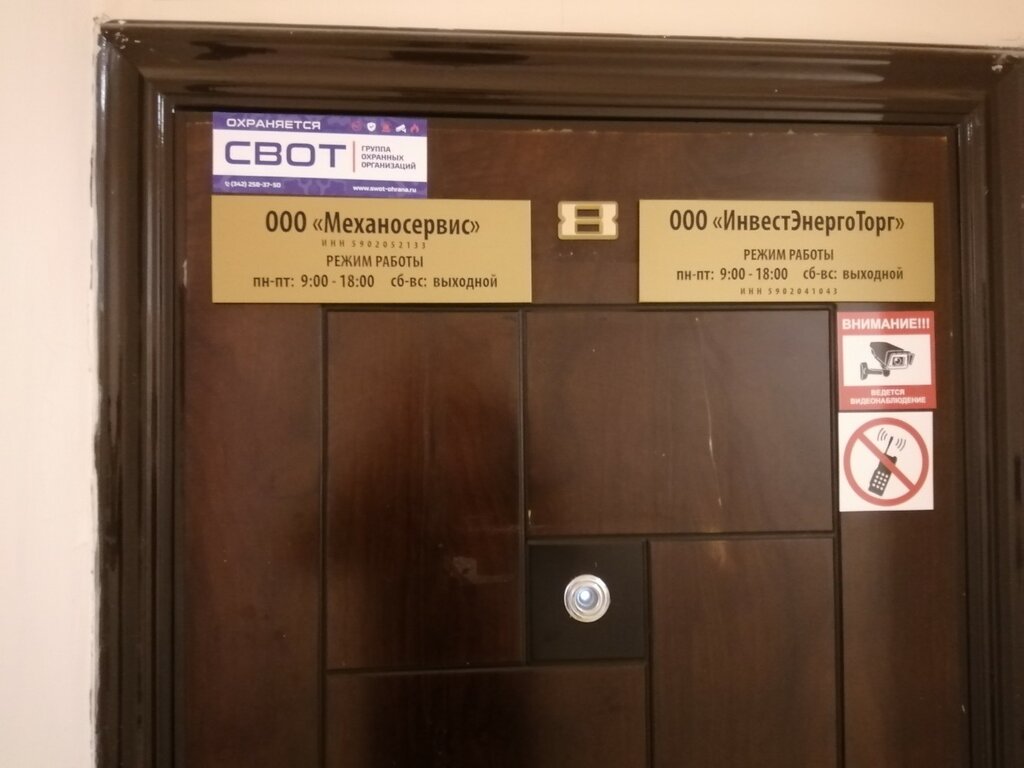 ОХРАНЯЕТСЯ
СВОТ
ГРУППА
ОХРАННЫХ
ОРГАНИЗАЦИЙ
(342) 258-37-50
www.swot-ohrana.ru
ООО «Механосервис»
ИНН 5902052133
РЕЖИМ РАБОТЫ
пн-пт: 9:00 - 18:00 сб-вс: выходной
8
ООО «ИнвестЭнергоТорг»
РЕЖИМ РАБОТЫ
пн-пт: 9:00 - 18:00 сб-вс: выходной
ИНН 5902041043
ВНИМАНИЕ!!!
ВЕДЕТСЯ
ВИДЕОНАБЛЮДЕНИЕ